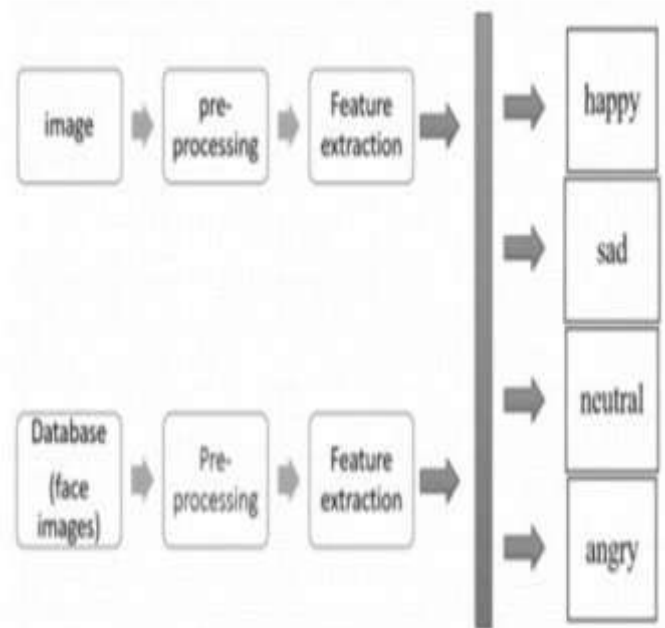 image
pre-
processing
Feature
extraction
happy
sad
neutral
Database
(face
images)
Pre-
processing
Feature
extraction
angry